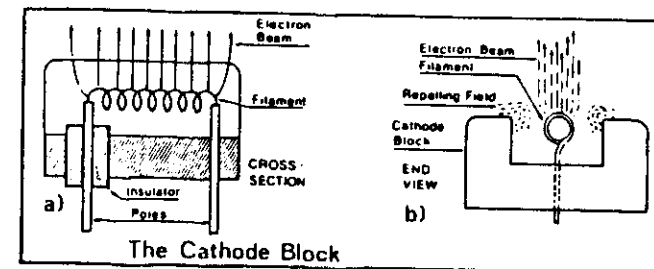 Electron
Beam
Filament
CROSS-
SECTION
Insulator
a)
Poles
Electron Beam
Filament
Repelling Field
Cathode
Block
END
VIEW
b)
The Cathode Block